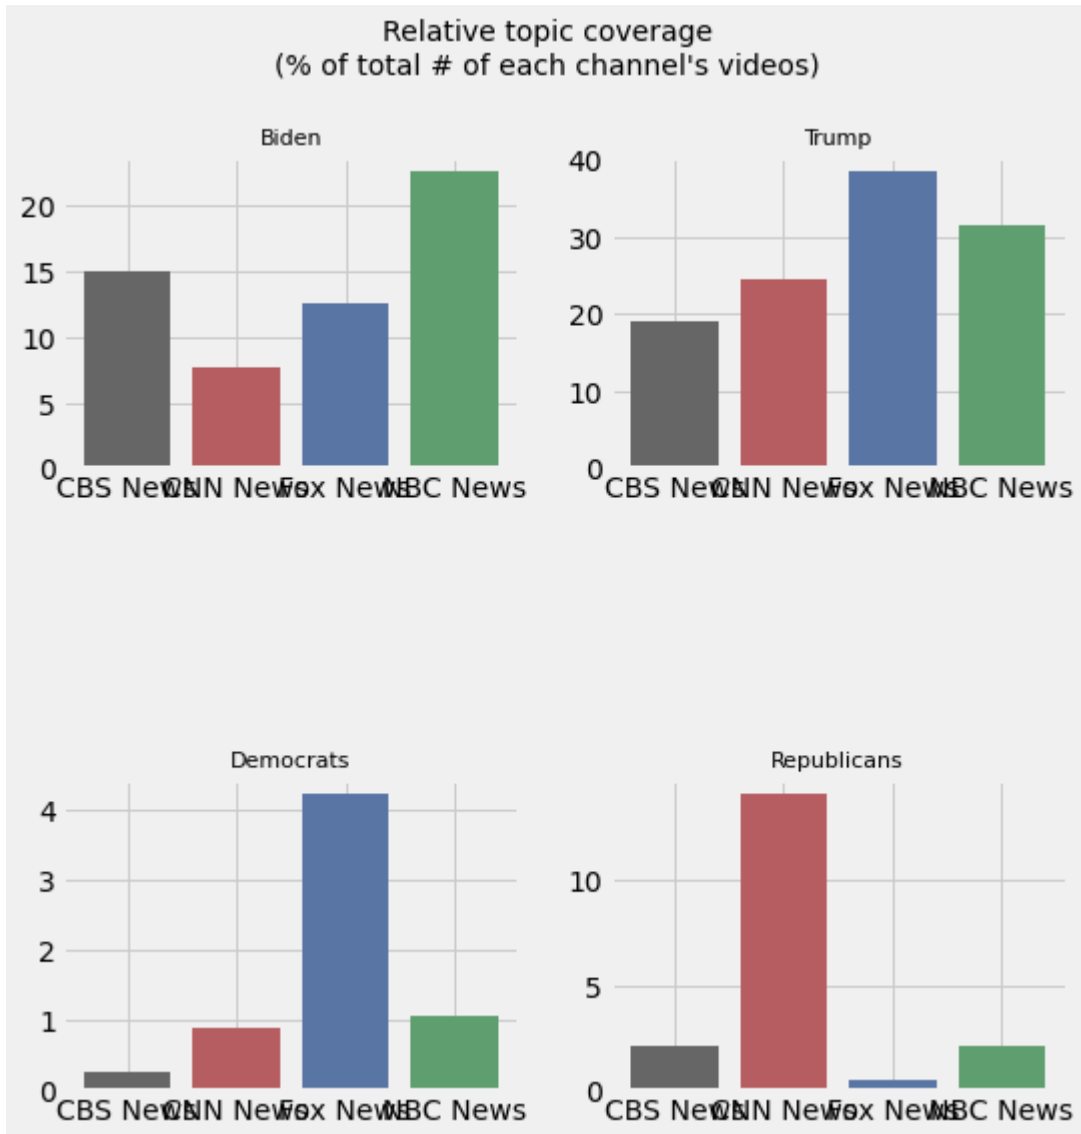 Relative topic coverage
(% of total # of each channel's videos)
Biden
20
15
10
5
0
CBS News CNN News Fox News NBC News
Trump
40
30
20
10
0
CBS News CNN News Fox News NBC News
Democrats
4
3
2
1
0
CBS News CNN News Fox News NBC News
Republicans
10
5
0
CBS News CNN News Fox News NBC News